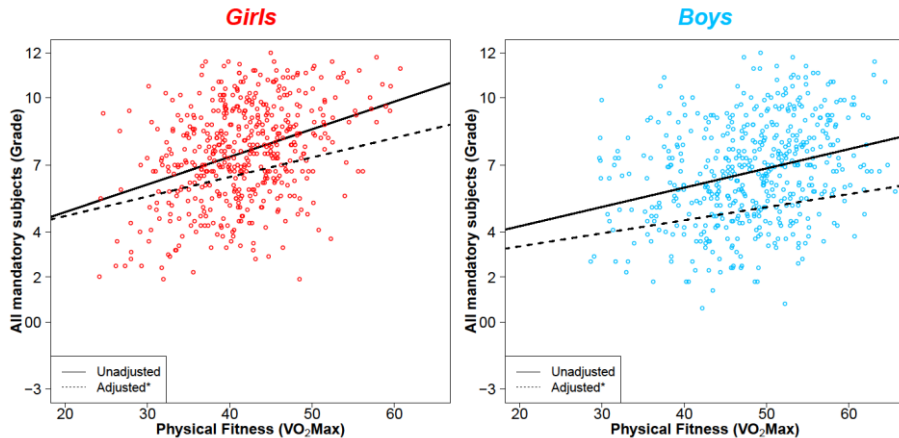 Girls
All mandatory subjects (Grade)
12
10
7
4
2
00
−3
Unadjusted
Adjusted*
20 30 40 50 60
Physical Fitness (VO₂Max)
Boys
All mandatory subjects (Grade)
12
10
7
4
2
00
−3
Unadjusted
Adjusted*
20 30 40 50 60
Physical Fitness (VO₂Max)